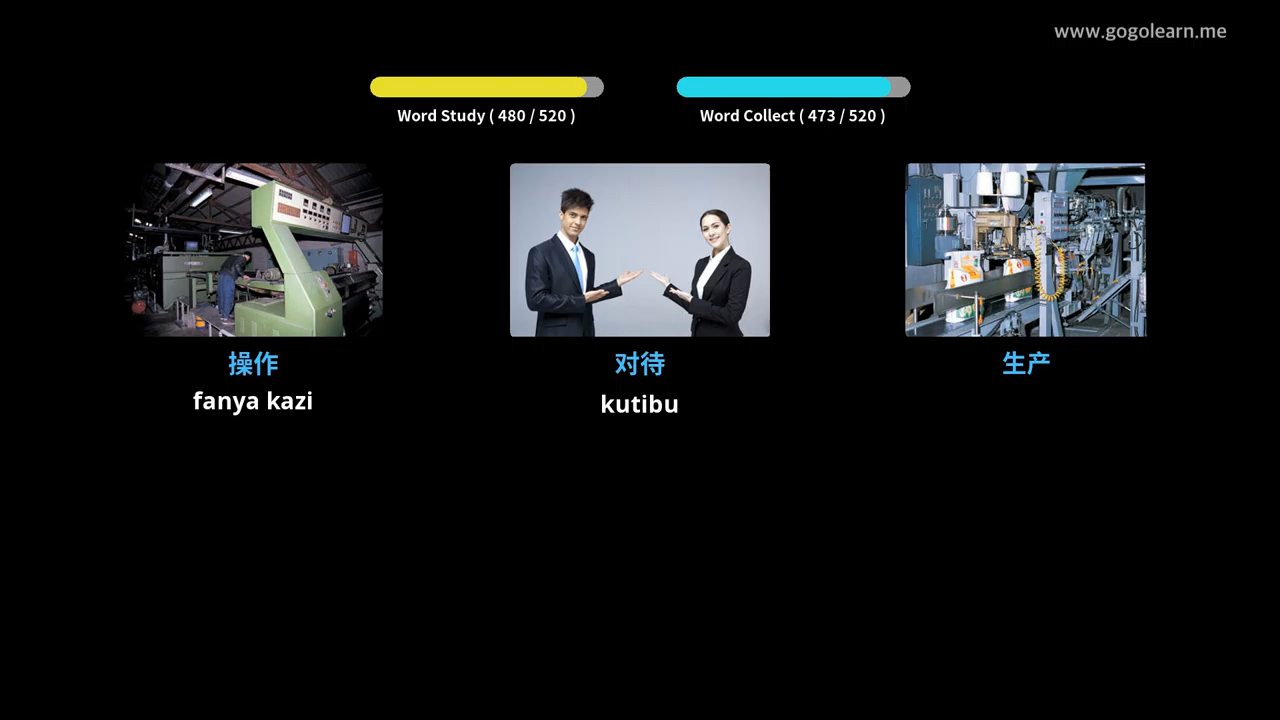 www.gogolearn.me
Word Study ( 480 / 520 )
Word Collect ( 473 / 520 )
操作
对待
生产
fanya kazi
kutibu